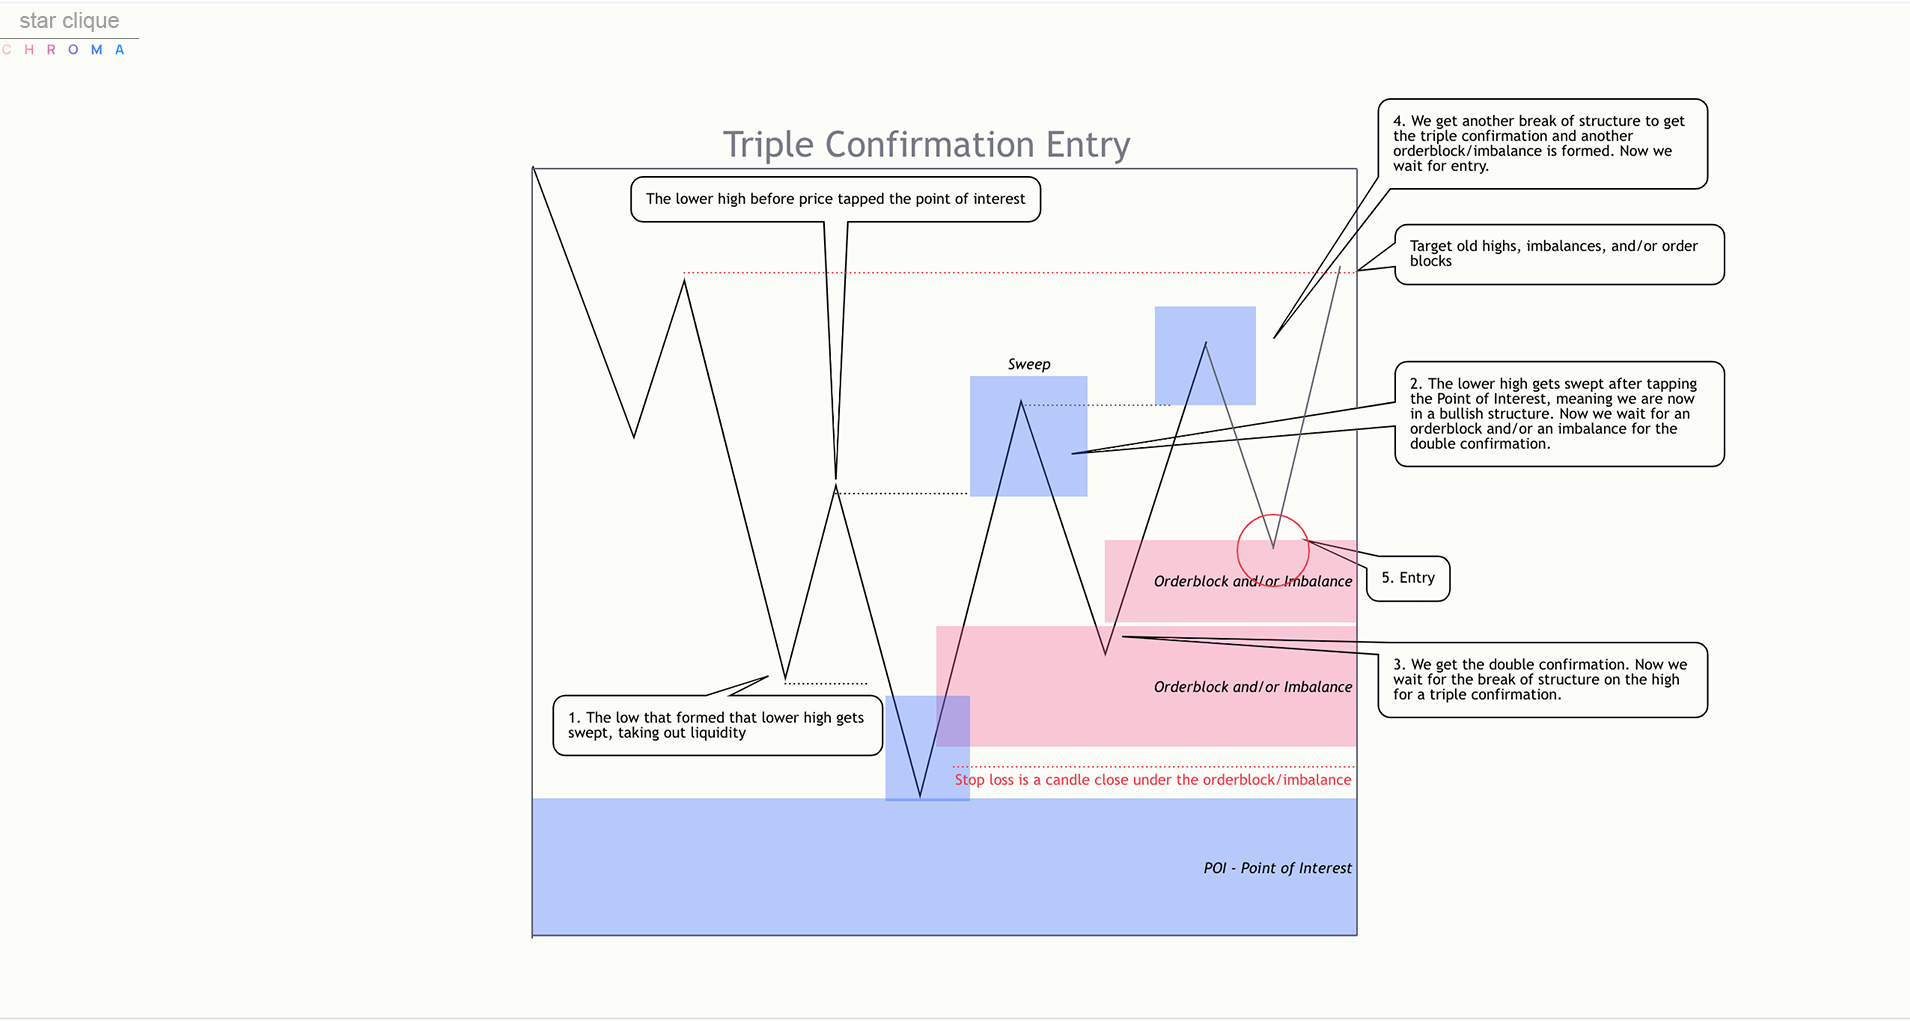 star clique
CHROMA
Triple Confirmation Entry
The lower high before price tapped the point of interest
4. We get another break of structure to get
the triple confirmation and another
orderblock/imbalance is formed. Now we
wait for entry.
Target old highs, imbalances, and/or order
blocks
Sweep
2. The lower high gets swept after tapping
the Point of Interest, meaning we are now
in a bullish structure. Now we wait for an
orderblock and/or an imbalance for the
double confirmation.
Orderblock and/or Imbalance
5. Entry
3. We get the double confirmation. Now we
wait for the break of structure on the high
for a triple confirmation.
Orderblock and/or Imbalance
1. The low that formed that lower high gets
swept, taking out liquidity
Stop loss is a candle close under the orderblock/imbalance
POI - Point of Interest